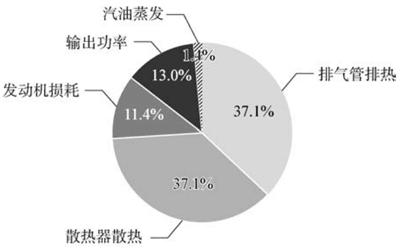 汽油蒸发
输出功率
1.4%
排气管排热
13.0%
发动机损耗
11.4%
37.1%
37.1%
散热器散热